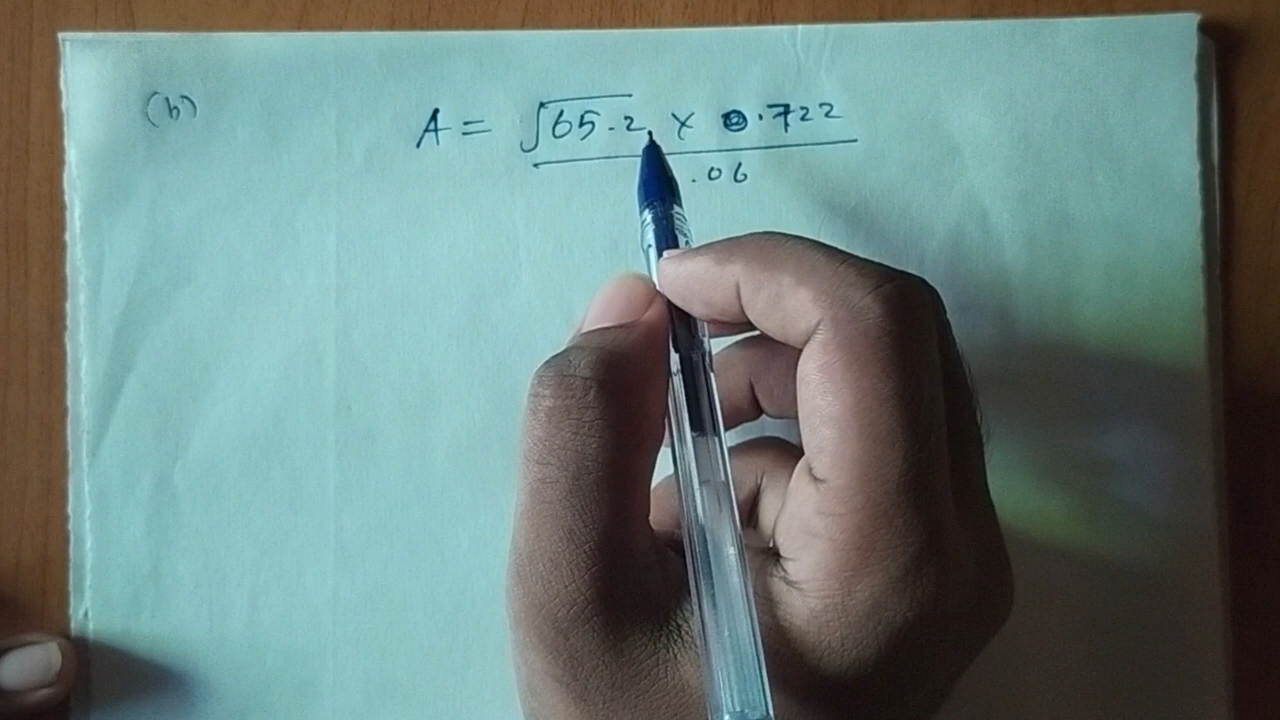 (b)
A = √65.2 × 0.722
.06